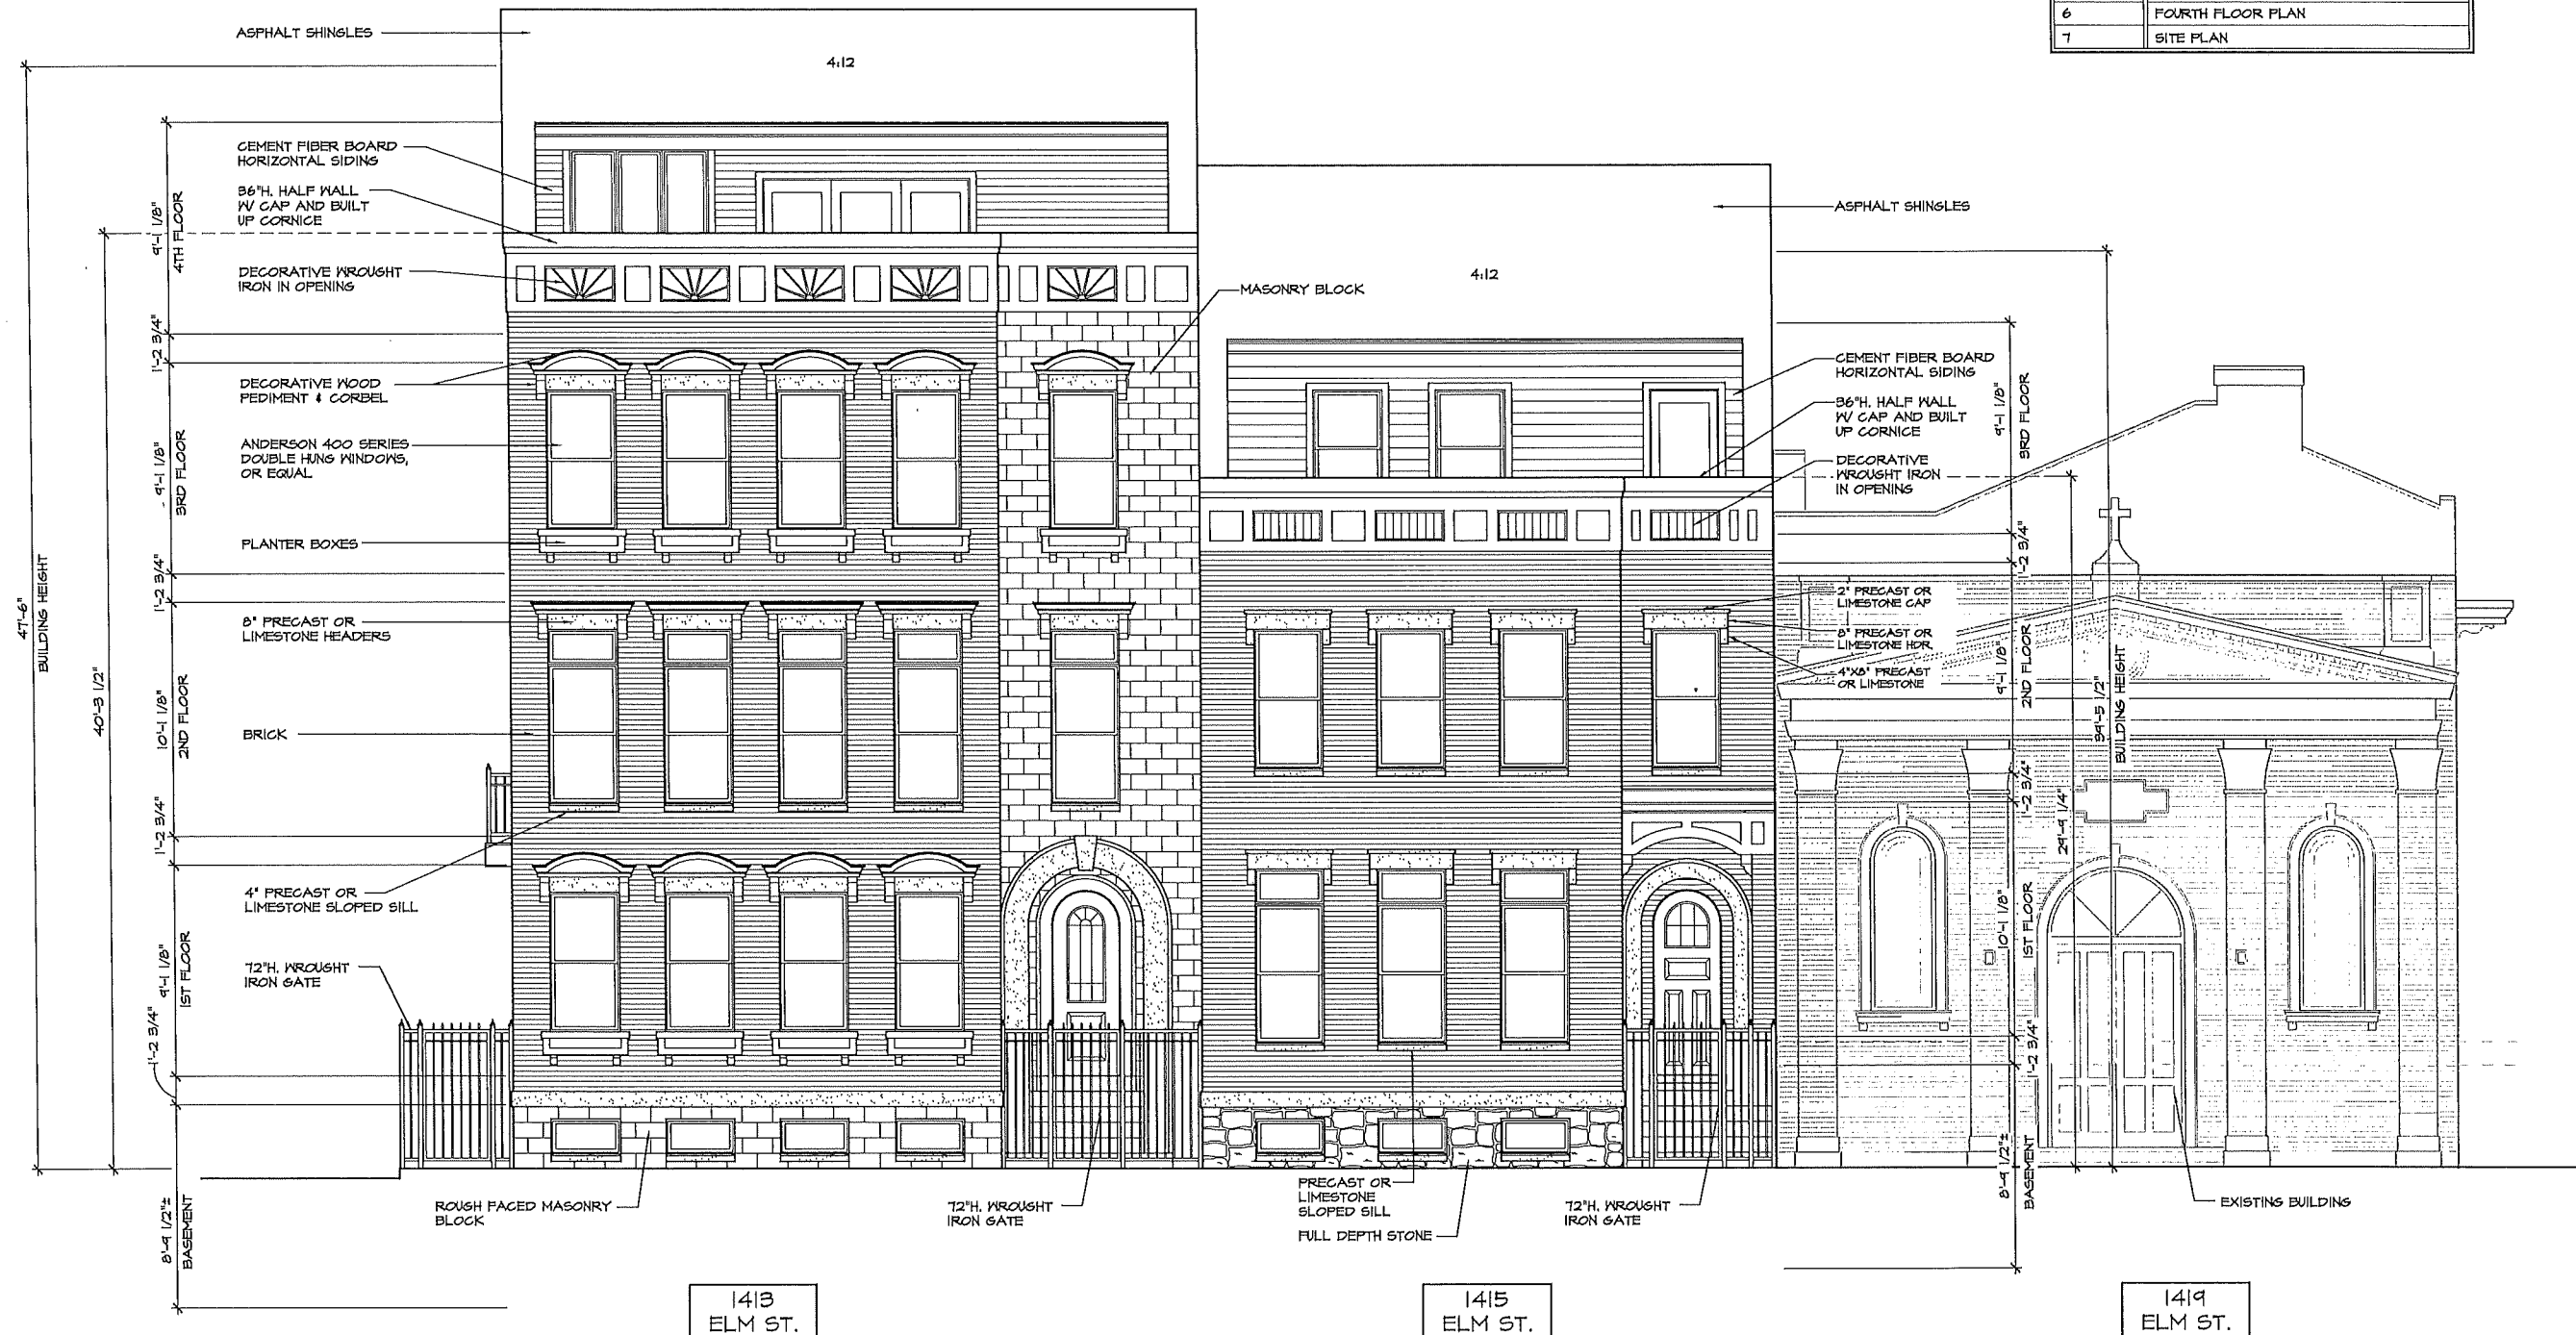 6 FOURTH FLOOR PLAN
7 SITE PLAN
ASPHALT SHINGLES
4:12
CEMENT FIBER BOARD
HORIZONTAL SIDING
36"H. HALF WALL
W/ CAP AND BUILT
UP CORNICE
DECORATIVE WROUGHT
IRON IN OPENING
DECORATIVE WOOD
PEDIMENT & CORBEL
ANDERSON 400 SERIES
DOUBLE HUNG WINDOWS,
OR EQUAL
PLANTER BOXES
8" PRECAST OR
LIMESTONE HEADERS
BRICK
4" PRECAST OR
LIMESTONE SLOPED SILL
72"H. WROUGHT
IRON GATE
47'-6"
BUILDING HEIGHT
40'-3 1/2"
9'-1 1/8"
4TH FLOOR
1'-2 3/4"
9'-1 1/8"
3RD FLOOR
1'-2 3/4"
10'-1 1/8"
2ND FLOOR
1'-2 3/4"
9'-1 1/8"
1ST FLOOR
1'-2 3/4"
8'-9 1/2"±
BASEMENT
MASONRY BLOCK
4:12
ASPHALT SHINGLES
CEMENT FIBER BOARD
HORIZONTAL SIDING
36"H. HALF WALL
W/ CAP AND BUILT
UP CORNICE
DECORATIVE
WROUGHT IRON
IN OPENING
2" PRECAST OR
LIMESTONE CAP
8" PRECAST OR
LIMESTONE HDR.
4"X8" PRECAST
OR LIMESTONE
9'-1 1/8"
3RD FLOOR
1'-2 3/4"
9'-1 1/8"
2ND FLOOR
1'-2 3/4"
10'-1 1/8"
1ST FLOOR
1'-2 3/4"
8'-9 1/2"±
BASEMENT
29'-9 1/4"
39'-5 1/2"
BUILDING HEIGHT
ROUGH FACED MASONRY
BLOCK
72"H. WROUGHT
IRON GATE
PRECAST OR
LIMESTONE
SLOPED SILL
FULL DEPTH STONE
72"H. WROUGHT
IRON GATE
EXISTING BUILDING
1413
ELM ST.
1415
ELM ST.
1419
ELM ST.